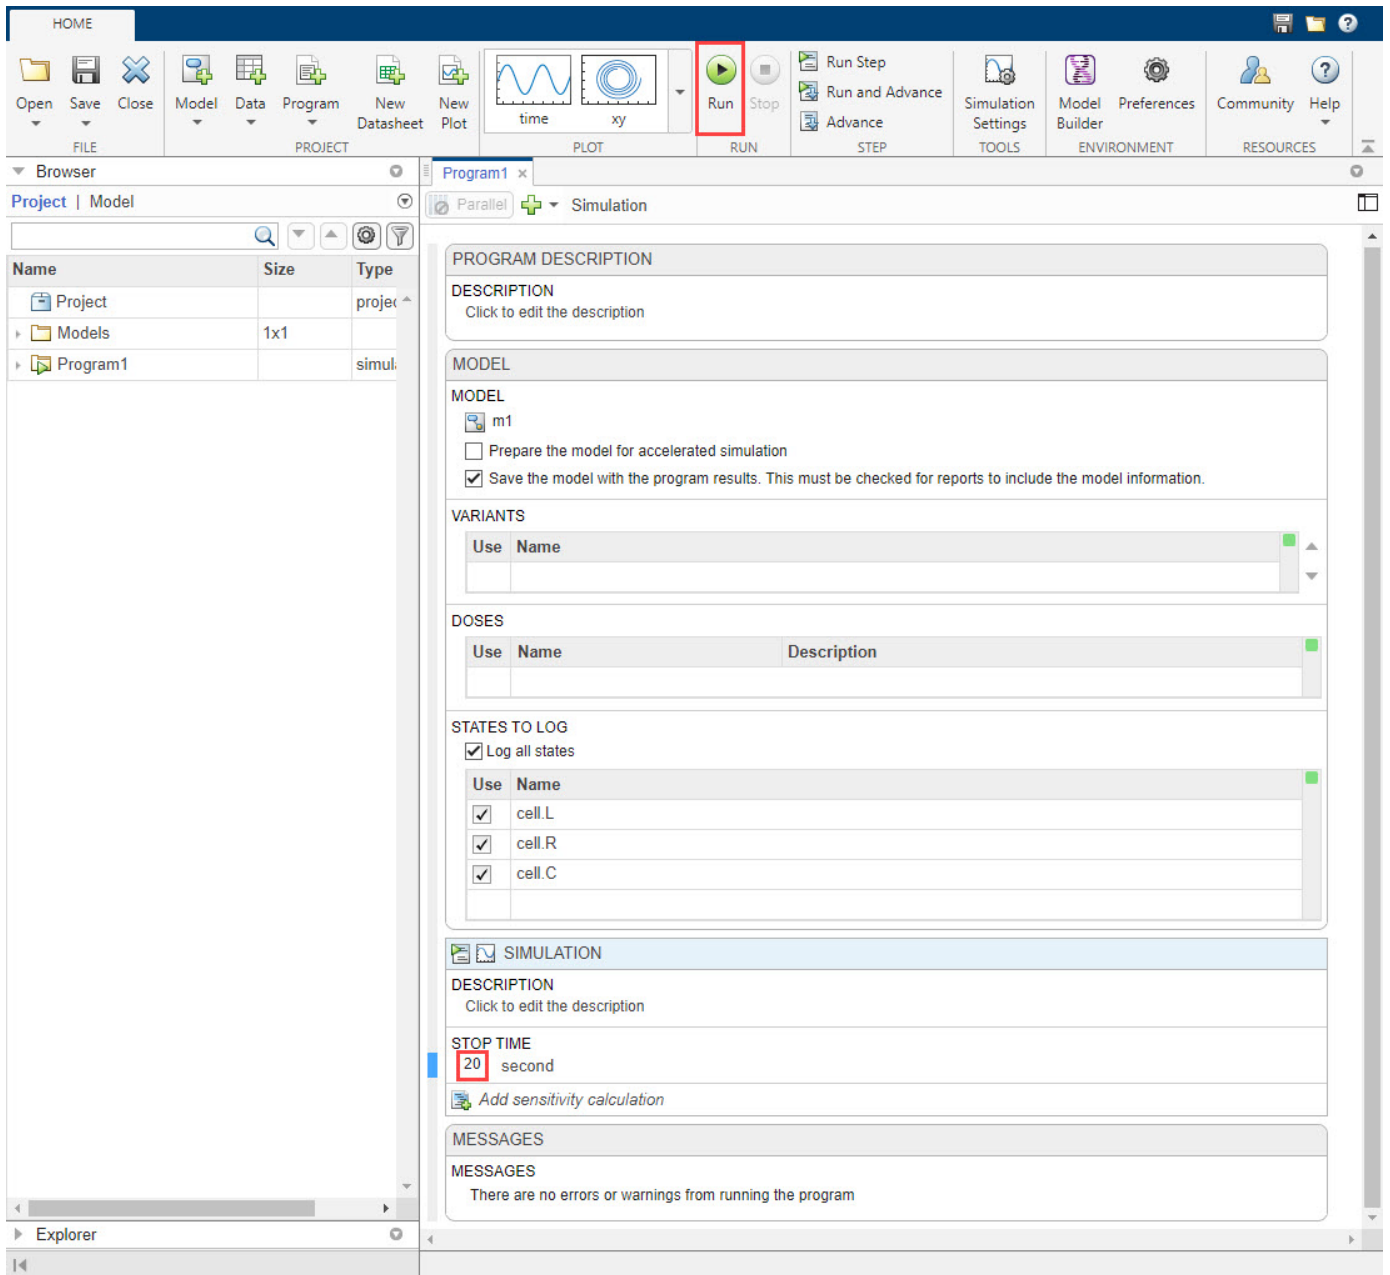 HOME
Open Save Close Model Data Program New Datasheet New Plot time xy Run Stop Run Step Simulation Settings Model Builder Preferences Community Help
Run and Advance
Advance
FILE PROJECT PLOT RUN STEP TOOLS ENVIRONMENT RESOURCES
Browser
Project | Model
Name Size Type
Project projec
Models 1x1
Program1 simul
Explorer
Program1
Parallel Simulation
PROGRAM DESCRIPTION
DESCRIPTION
Click to edit the description
MODEL
MODEL
m1
Prepare the model for accelerated simulation
Save the model with the program results. This must be checked for reports to include the model information.
VARIANTS
Use Name
DOSES
Use Name Description
STATES TO LOG
Log all states
Use Name
cell.L
cell.R
cell.C
SIMULATION
DESCRIPTION
Click to edit the description
STOP TIME
20 second
Add sensitivity calculation
MESSAGES
MESSAGES
There are no errors or warnings from running the program